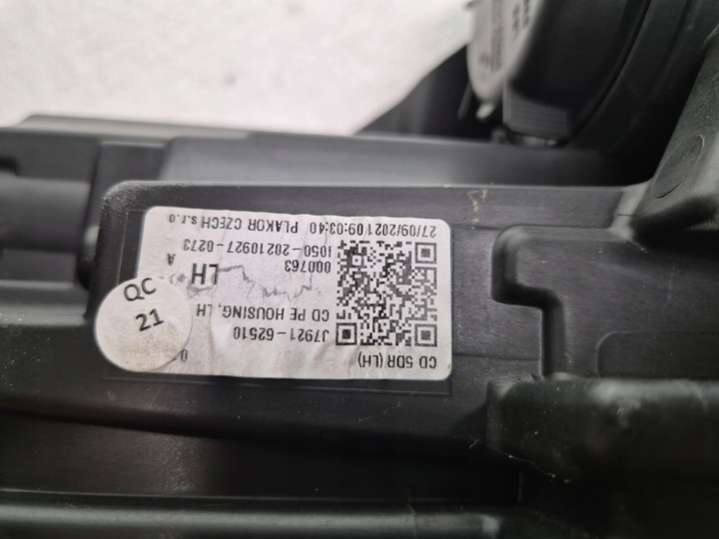 CD 5DR (LH)
J7921-62510
CD PE HOUSING, LH
000763
LH
A
1050-20210927-0273
27/09/2021 09:03:40 PLAKOR CZECH s.r.o
QC
21